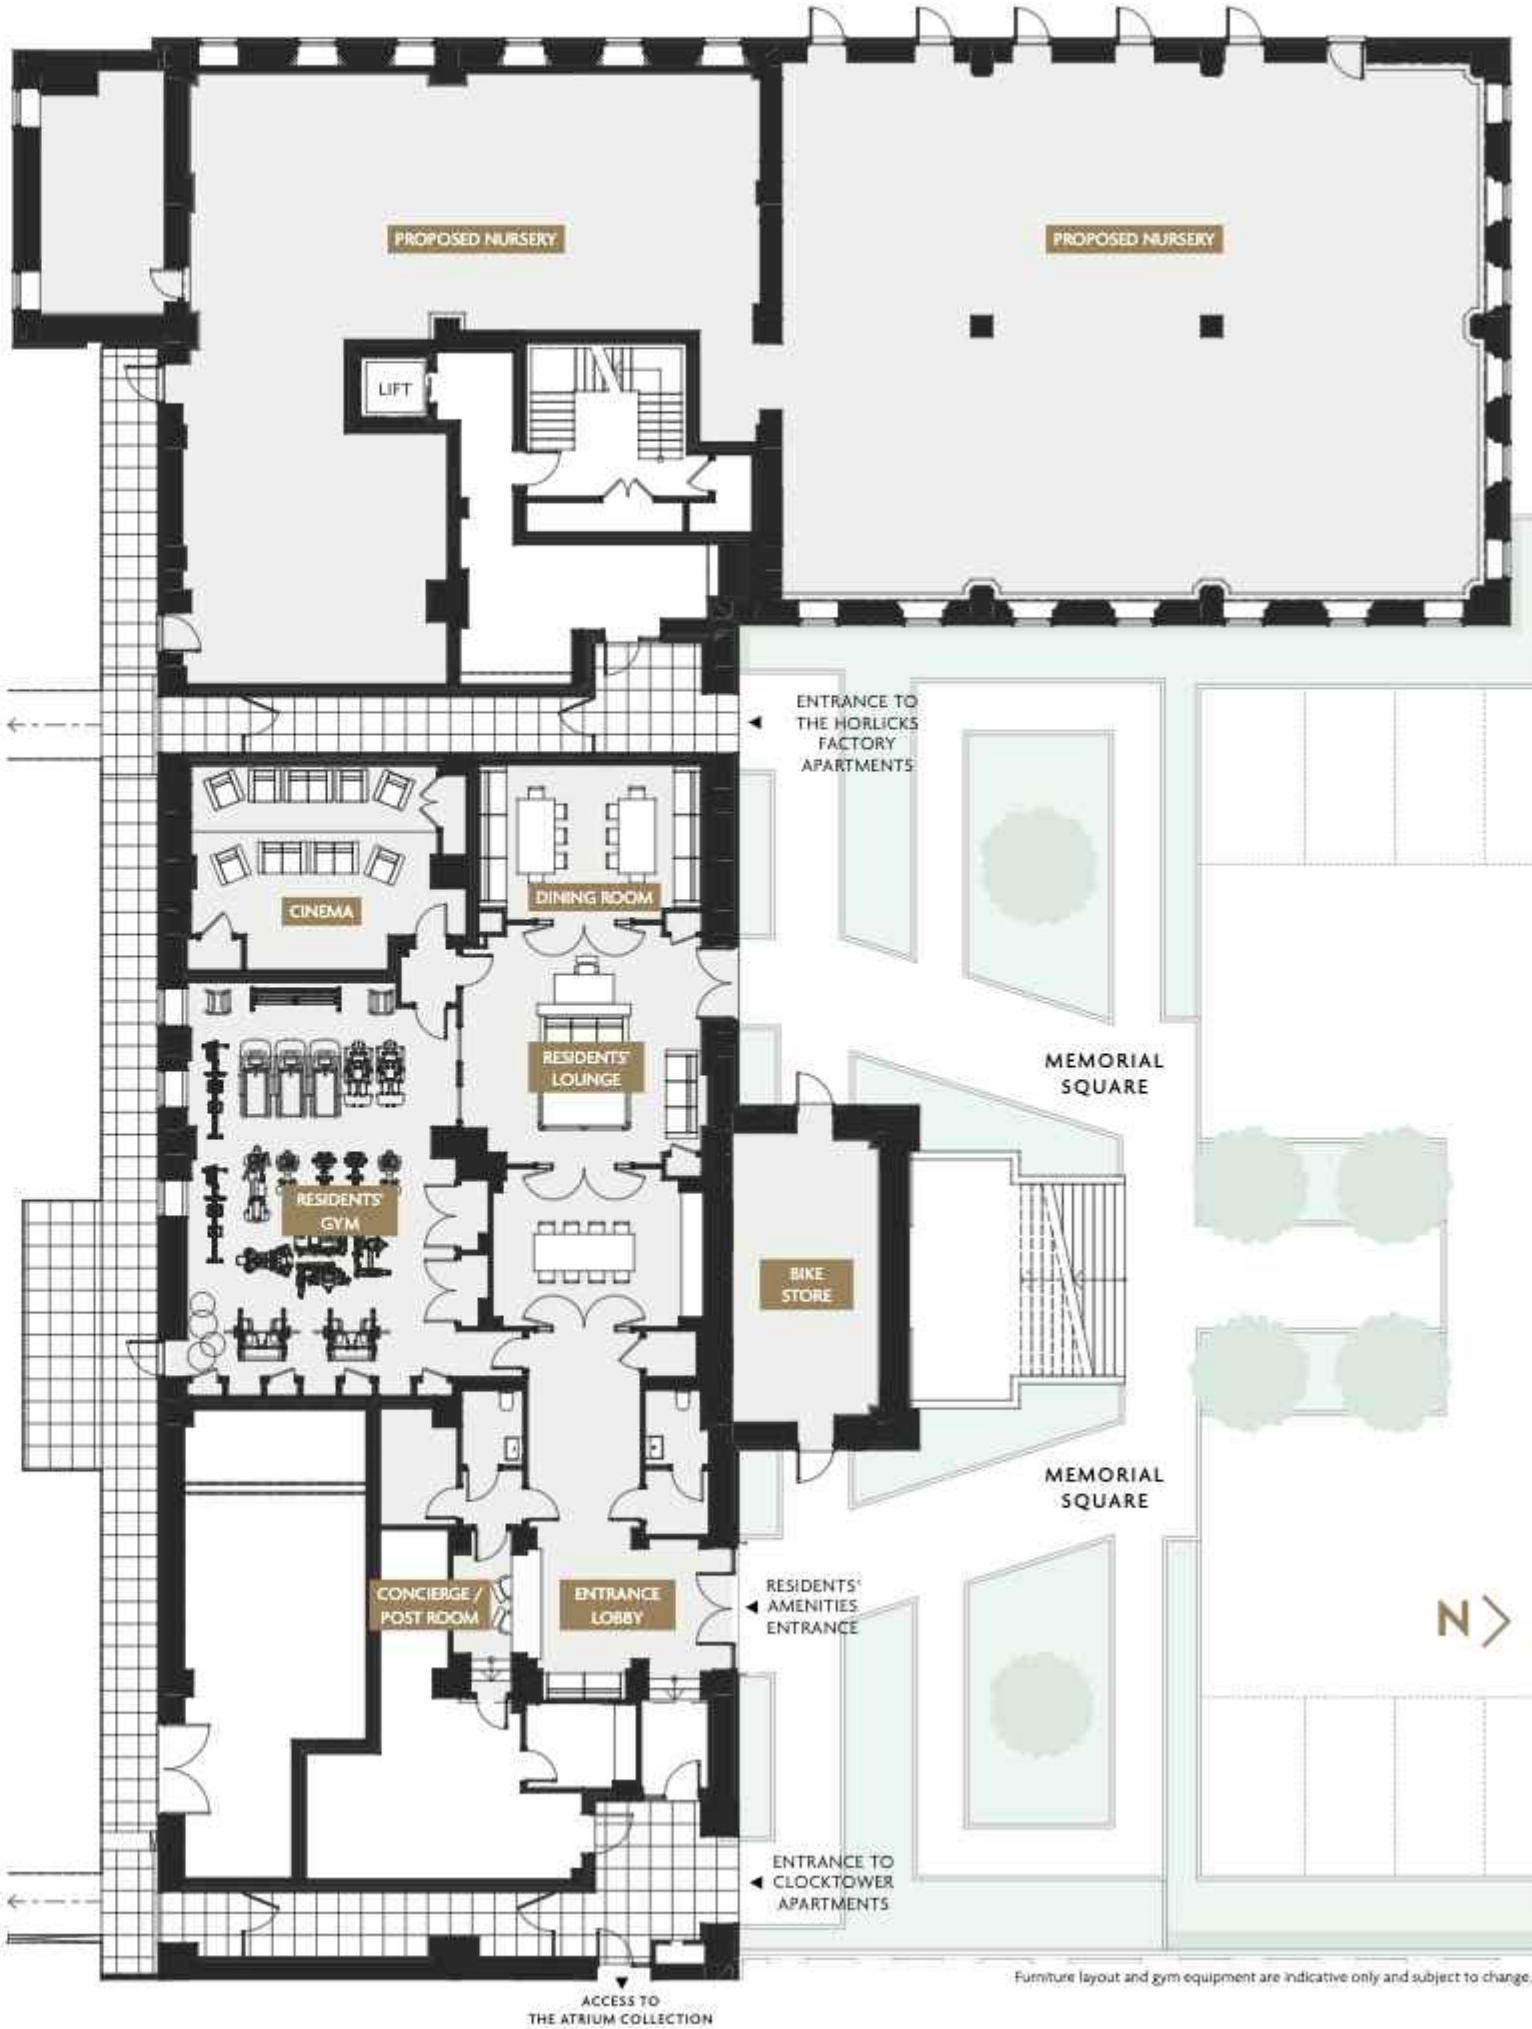 PROPOSED NURSERY
PROPOSED NURSERY
LIFT
ENTRANCE TO
THE HORLICKS
FACTORY
APARTMENTS
CINEMA
DINING ROOM
RESIDENTS'
LOUNGE
MEMORIAL
SQUARE
RESIDENTS'
GYM
BIKE
STORE
MEMORIAL
SQUARE
CONCIERGE /
POST ROOM
ENTRANCE
LOBBY
RESIDENTS'
AMENITIES
ENTRANCE
N
ENTRANCE TO
CLOCKTOWER
APARTMENTS
Furniture layout and gym equipment are indicative only and subject to change.
ACCESS TO
THE ATRIUM COLLECTION